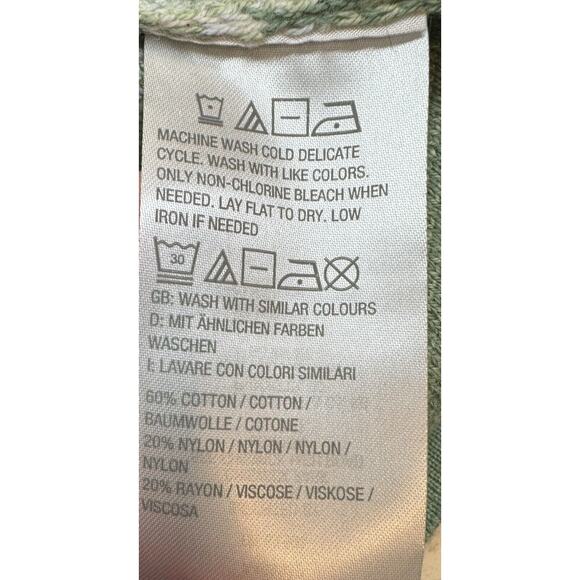 MACHINE WASH COLD DELICATE
CYCLE. WASH WITH LIKE COLORS.
ONLY NON-CHLORINE BLEACH WHEN
NEEDED. LAY FLAT TO DRY. LOW
IRON IF NEEDED
30
GB: WASH WITH SIMILAR COLOURS
D: MIT ÄHNLICHEN FARBEN
WASCHEN
I: LAVARE CON COLORI SIMILARI
60% COTTON / COTTON /
BAUMWOLLE / COTONE
20% NYLON / NYLON / NYLON /
NYLON
20% RAYON / VISCOSE / VISKOSE /
VISCOSA